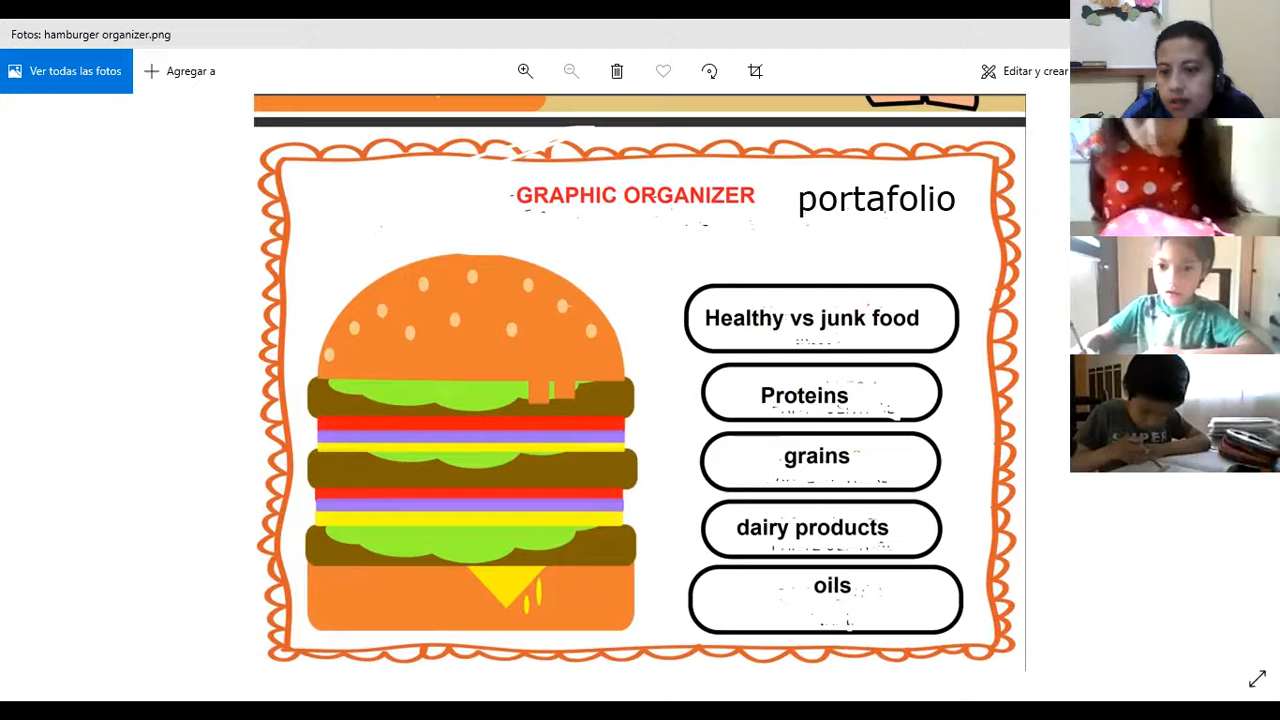 Fotos: hamburger organizer.png
Ver todas las fotos
Agregar a
Editar y crear
GRAPHIC ORGANIZER
portafolio
Healthy vs junk food
Proteins
grains
dairy products
oils